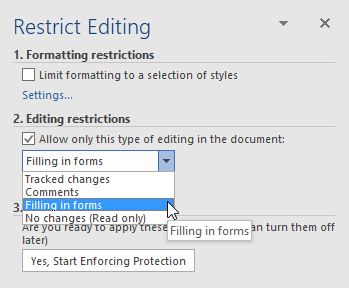 Restrict Editing
1. Formatting restrictions
Limit formatting to a selection of styles
Settings...
2. Editing restrictions
Allow only this type of editing in the document:
Filling in forms
Tracked changes
Comments
Filling in forms
No changes (Read only)
3.
Filling in forms
Are you ready to apply these an turn them off
later)
Yes, Start Enforcing Protection